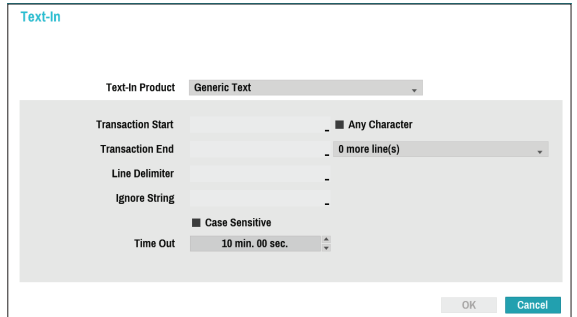 Text-In
Text-In Product Generic Text
Transaction Start Any Character
Transaction End 0 more line(s)
Line Delimiter
Ignore String
Case Sensitive
Time Out 10 min. 00 sec.
OK Cancel